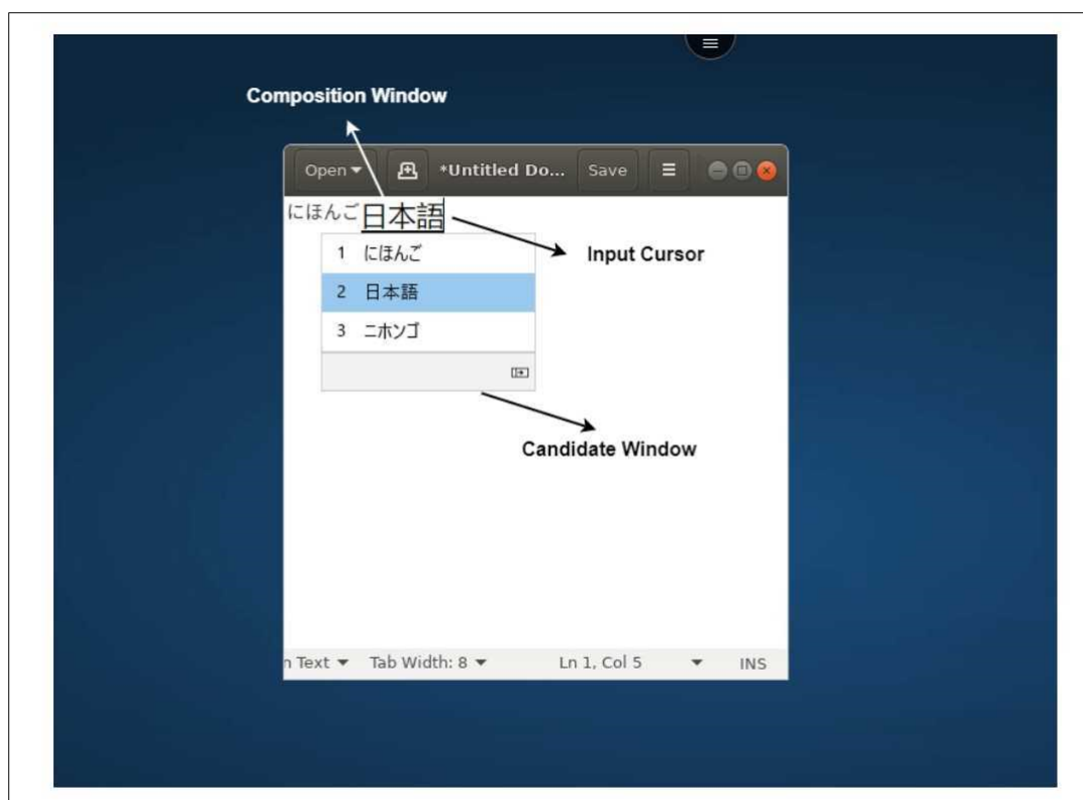 Composition Window
Open *Untitled Do... Save
にほんご日本語
1 にほんご
Input Cursor
2 日本語
3 ニホンゴ
Candidate Window
n Text Tab Width: 8 Ln 1, Col 5 INS